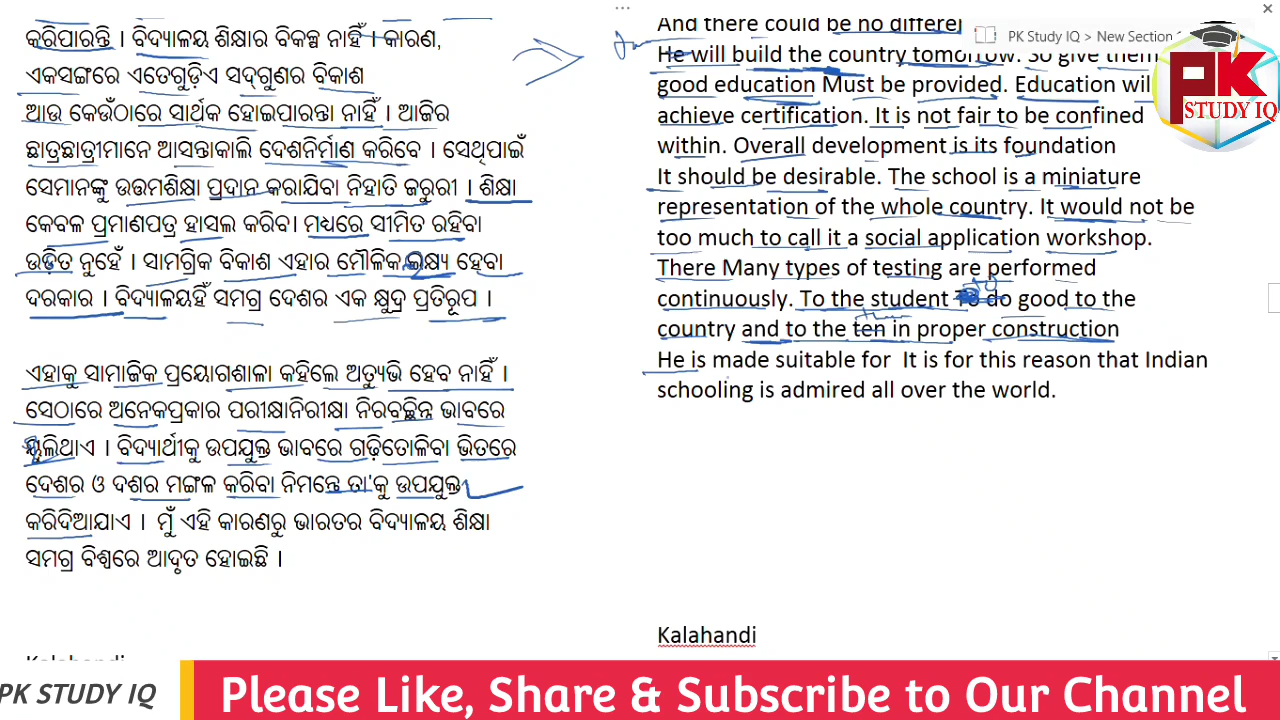 କରିପାରନ୍ତି । ବିଦ୍ୟାଳୟ ଶିକ୍ଷାର ବିକଳ୍ପ ନାହିଁ । କାରଣ,
ଏକସଙ୍ଗରେ ଏତେଗୁଡ଼ିଏ ସଦ୍‌ଗୁଣର ବିକାଶ
ଆଉ କେଉଁଠାରେ ସାର୍ଥକ ହୋଇପାରନ୍ତା ନାହିଁ । ଆଜିର
ଛାତ୍ରଛାତ୍ରୀମାନେ ଆସନ୍ତାକାଲି ଦେଶନିର୍ମାଣ କରିବେ । ସେଥିପାଇଁ
ସେମାନଙ୍କୁ ଉତ୍ତମଶିକ୍ଷା ପ୍ରଦାନ କରାଯିବା ନିହାତି ଜରୁରୀ । ଶିକ୍ଷା
କେବଳ ପ୍ରମାଣପତ୍ର ହାସଲ କରିବା ମଧ୍ୟରେ ସୀମିତ ରହିବା
ଉଚିତ ନୁହେଁ । ସାମଗ୍ରିକ ବିକାଶ ଏହାର ମୌଳିକ ଲକ୍ଷ୍ୟ ହେବା
ଦରକାର । ବିଦ୍ୟାଳୟହିଁ ସମଗ୍ର ଦେଶର ଏକ କ୍ଷୁଦ୍ର ପ୍ରତିରୂପ ।
ଏହାକୁ ସାମାଜିକ ପ୍ରୟୋଗଶାଳା କହିଲେ ଅତ୍ୟୁଭି ହେବ ନାହିଁ ।
ସେଠାରେ ଅନେକପ୍ରକାର ପରୀକ୍ଷାନିରୀକ୍ଷା ନିରବଚ୍ଛିନ୍ନ ଭାବରେ
ବିଦ୍ୟାର୍ଥୀକୁ ଉପଯୁକ୍ତ ଭାବରେ ଗଢ଼ିତୋଳିବା ଭିତରେ
ଦେଶର ଓ ଦଶର ମଙ୍ଗଳ କରିବା ନିମନ୍ତେ ତା'କୁ ଉପଯୁକ୍ତ
କରିଦିଆଯାଏ । ମୁଁ ଏହି କାରଣରୁ ଭାରତର ବିଦ୍ୟାଳୟ ଶିକ୍ଷା
ସମଗ୍ର ବିଶ୍ୱରେ ଆଦୃତ ହୋଇଛି ।
And there could be no differen
He will build the country tomorrow. So give them
good education Must be provided. Education wil
achieve certification. It is not fair to be confined
within. Overall development is its foundation
It should be desirable. The school is a miniature
representation of the whole country. It would not be
too much to call it a social application workshop.
There Many types of testing are performed
continuously. To the student To do good to the
country and to the ten in proper construction
He is made suitable for It is for this reason that Indian
schooling is admired all over the world.
Kalahandi
PK Study IQ > New Section
PK
STUDY IQ
PK STUDY IQ
Please Like, Share & Subscribe to Our Channel